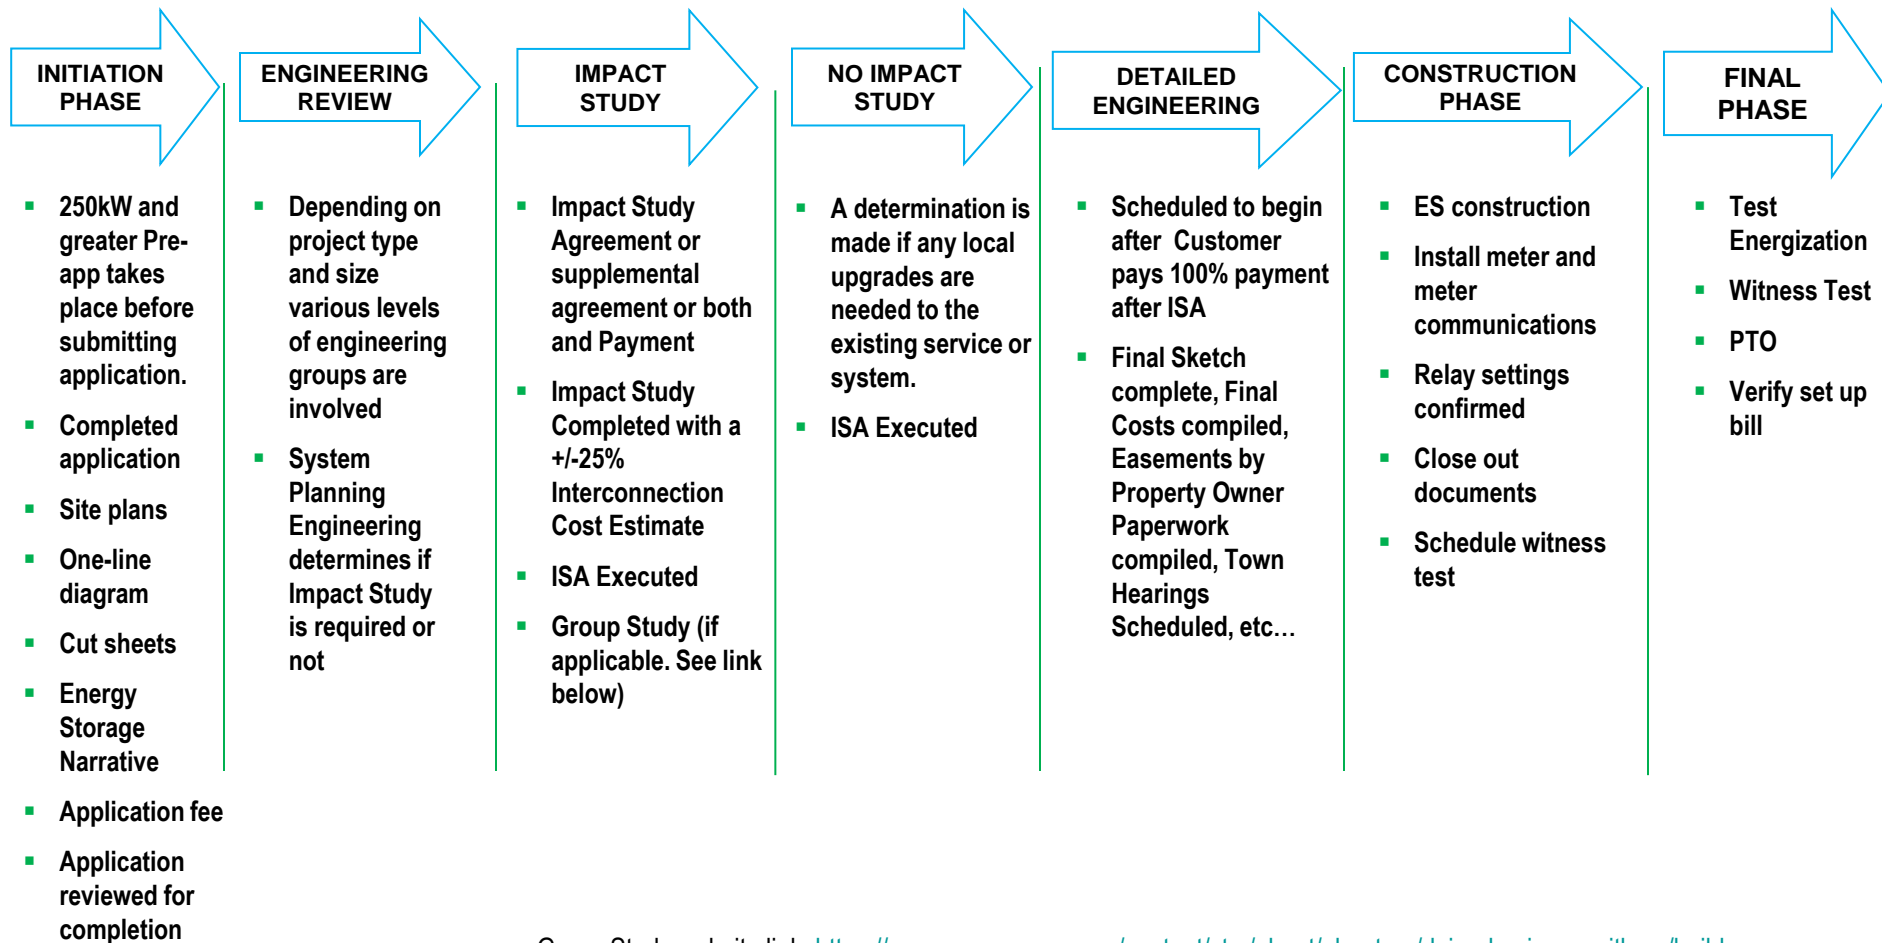 INITIATION
PHASE
250kW and
greater Pre-
app takes
place before
submitting
application.
Completed
application
Site plans
One-line
diagram
Cut sheets
Energy
Storage
Narrative
Application fee
Application
reviewed for
completion
ENGINEERING
REVIEW
Depending on
project type
and size
various levels
of engineering
groups are
involved
System
Planning
Engineering
determines if
Impact Study
is required or
not
IMPACT
STUDY
Impact Study
Agreement or
supplemental
agreement or both
and Payment
Impact Study
Completed with a
+/-25%
Interconnection
Cost Estimate
ISA Executed
Group Study (if
applicable. See link
below)
NO IMPACT
STUDY
A determination is
made if any local
upgrades are
needed to the
existing service or
system.
ISA Executed
DETAILED
ENGINEERING
Scheduled to begin
after Customer
pays 100% payment
after ISA
Final Sketch
complete, Final
Costs compiled,
Easements by
Property Owner
Paperwork
compiled, Town
Hearings
Scheduled, etc…
CONSTRUCTION
PHASE
ES construction
Install meter and
meter
communications
Relay settings
confirmed
Close out
documents
Schedule witness
test
FINAL
PHASE
Test
Energization
Witness Test
PTO
Verify set up
bill